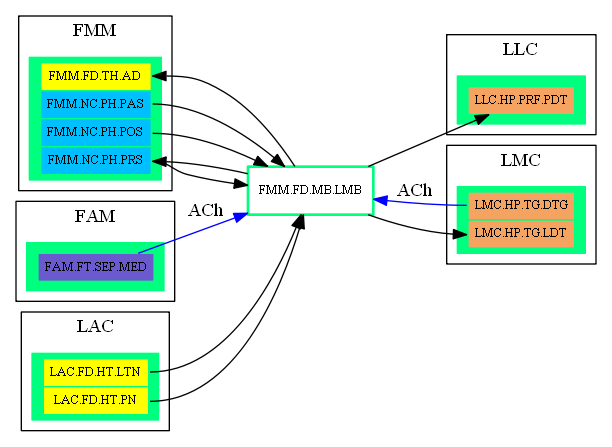 FMM
FMM.FD.TH.AD
FMM.NC.PH.PAS
FMM.NC.PH.POS
FMM.NC.PH.PRS
FAM
FAM.FT.SEP.MED
ACh
LAC
LAC.FD.HT.LTN
LAC.FD.HT.PN
FMM.FD.MB.LMB
LLC
LLC.HP.PRF.PDT
LMC
ACh
LMC.HP.TG.DTG
LMC.HP.TG.LDT